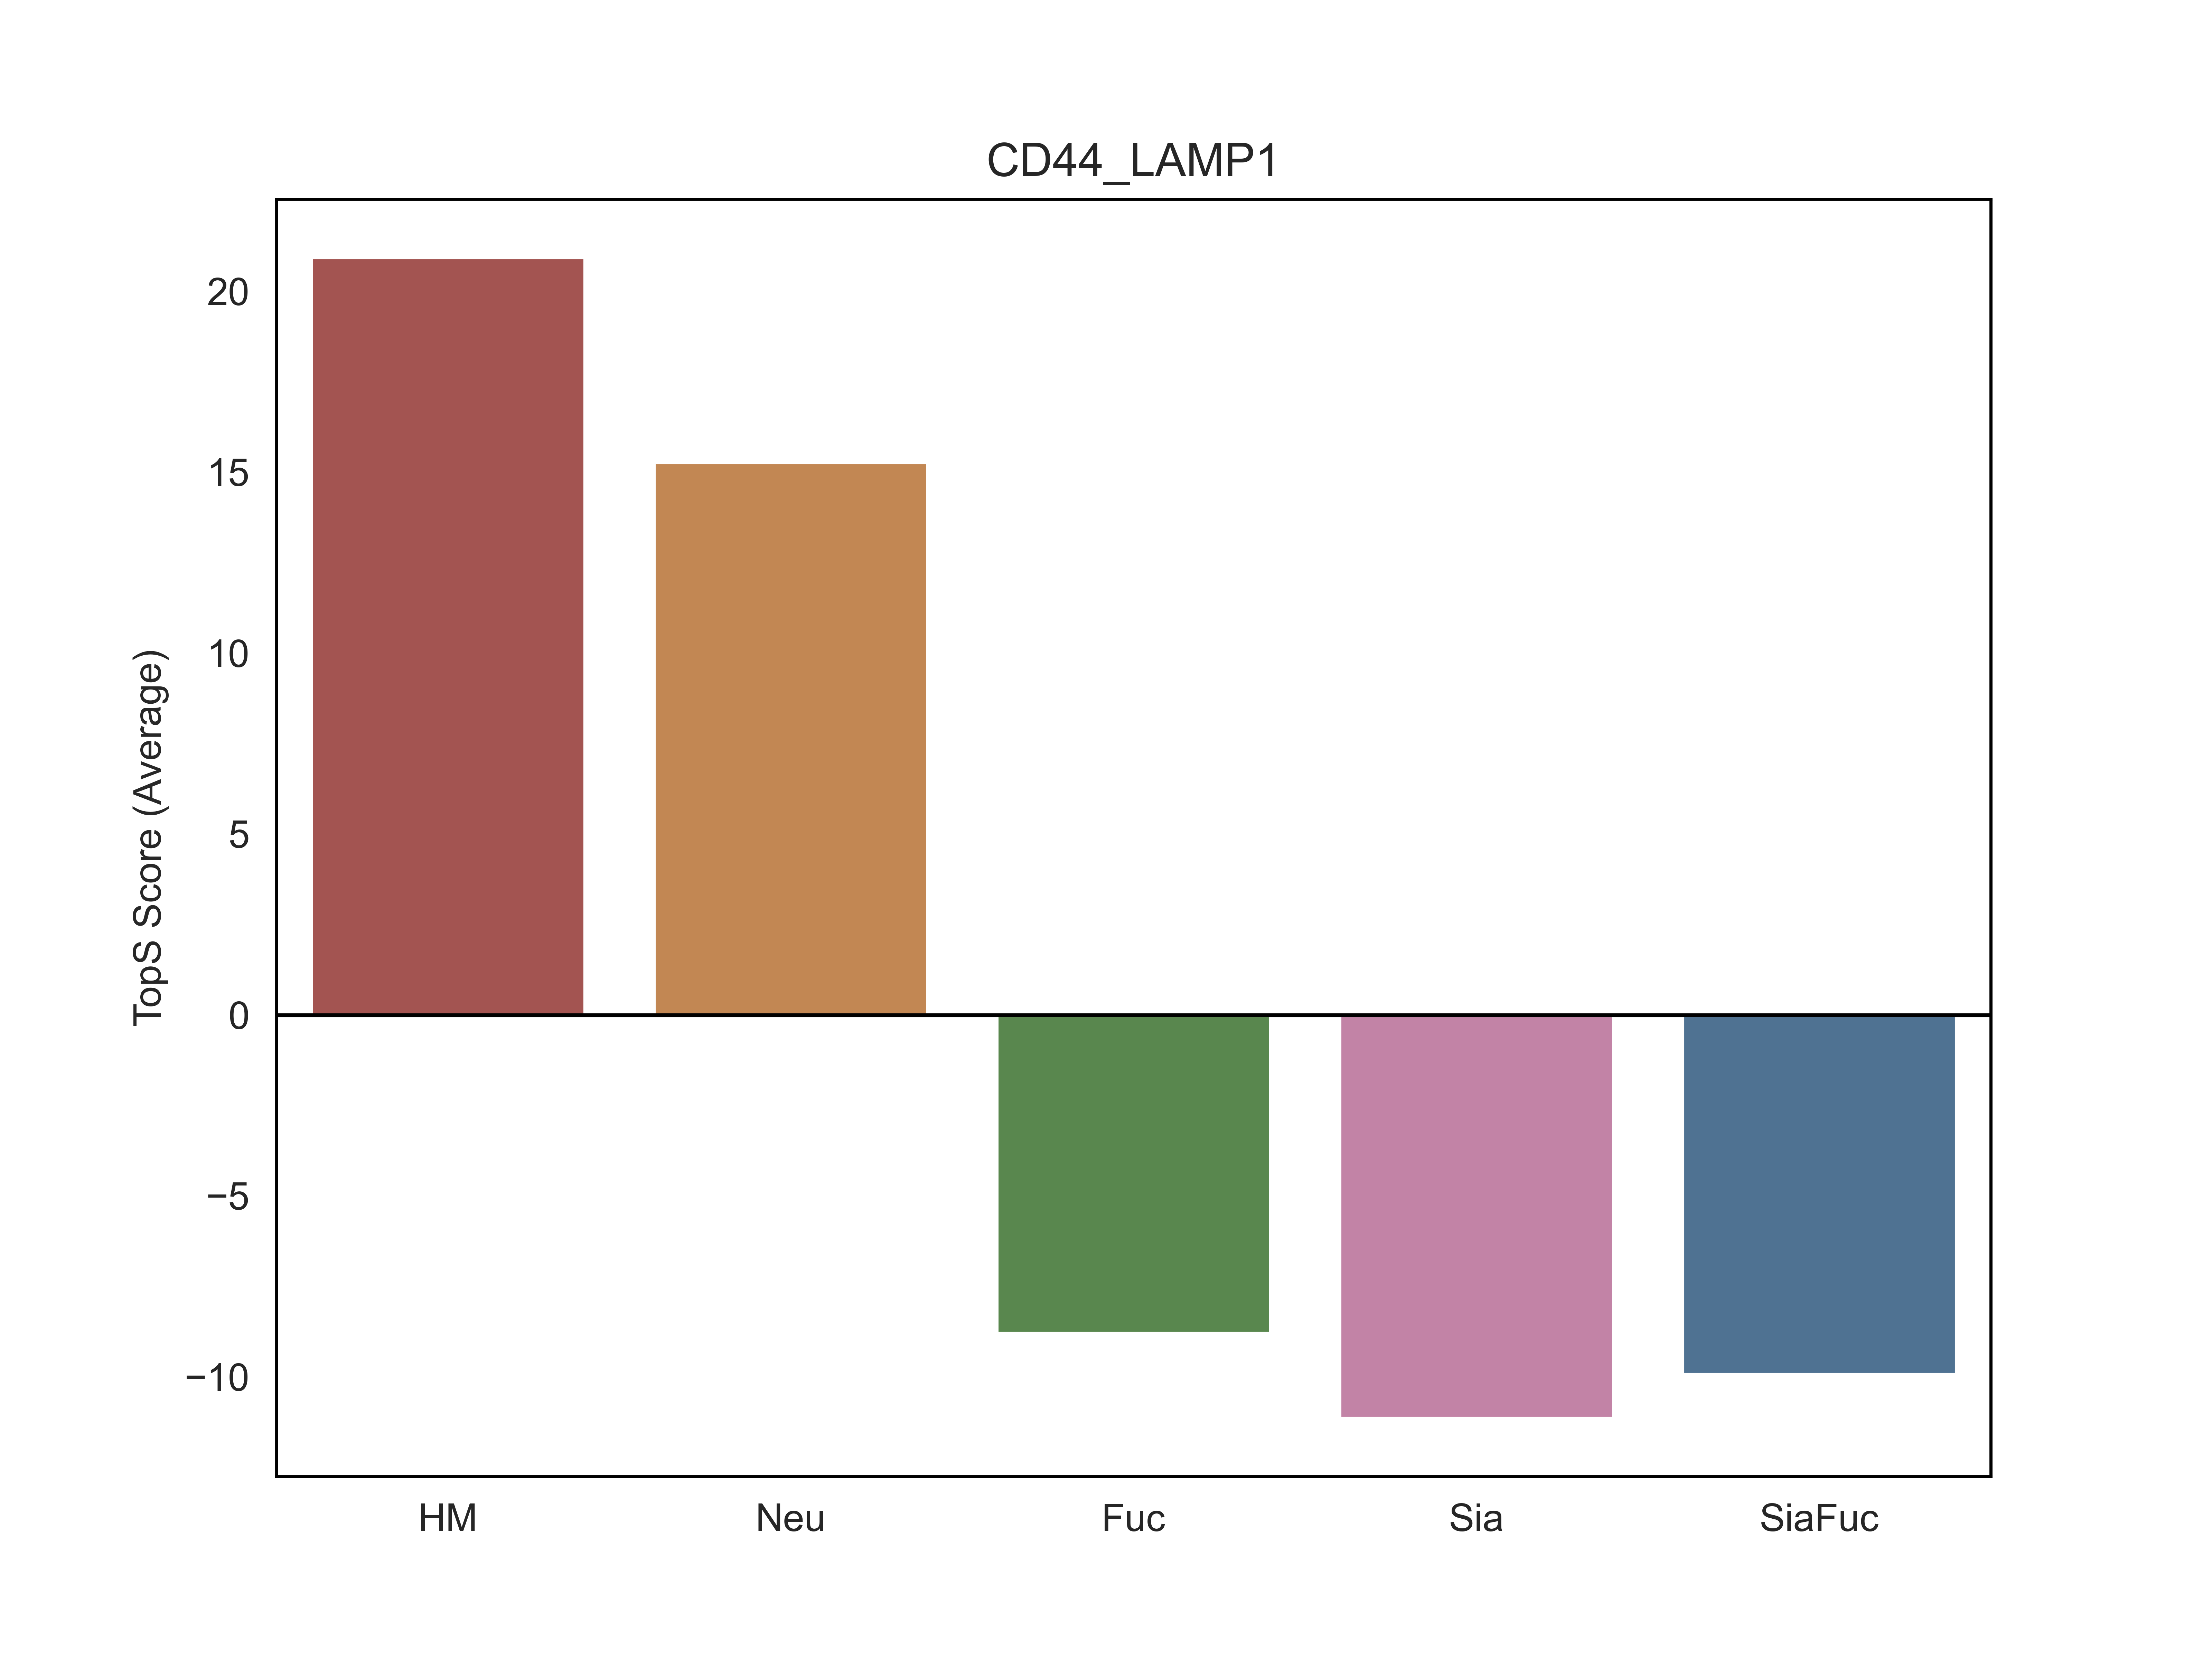 CD44_LAMP1
TopS Score (Average)
20
15
10
5
0
−5
−10
HM
Neu
Fuc
Sia
SiaFuc